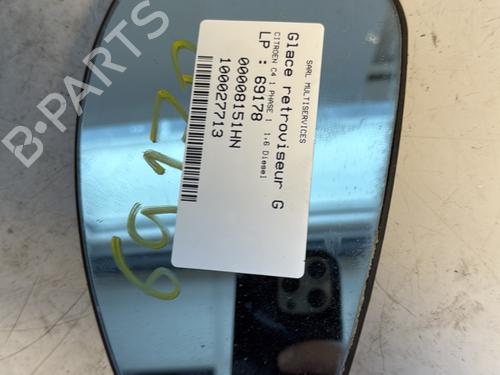 SARL MULTISERVICES
Glace retroviseur G
CITROEN C4 1 PHASE 1 1.6 Diesel
LP : 69178
00008151HN
100027713
69178
B-PARTS